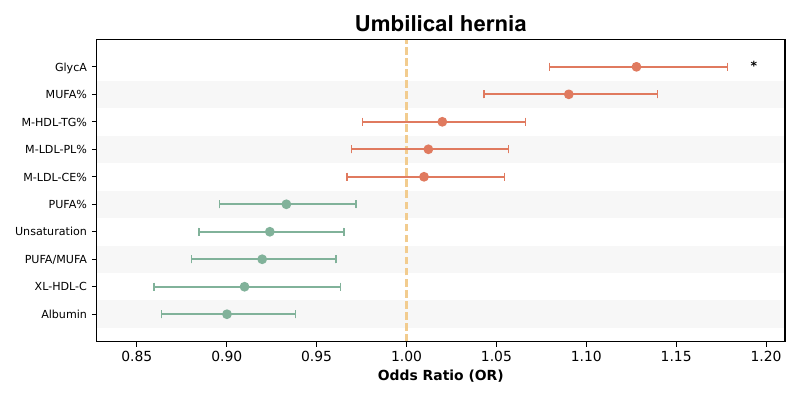 Umbilical hernia
GlycA
*
MUFA%
M-HDL-TG%
M-LDL-PL%
M-LDL-CE%
PUFA%
Unsaturation
PUFA/MUFA
XL-HDL-C
Albumin
0.85 0.90 0.95 1.00 1.05 1.10 1.15 1.20
Odds Ratio (OR)